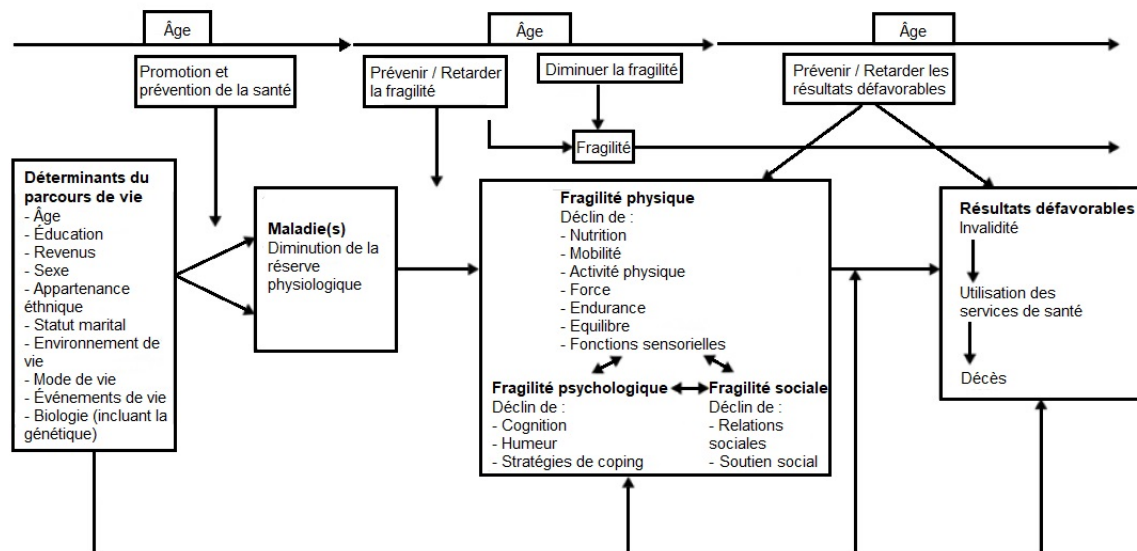 Âge
Âge
Âge
Promotion et
prévention de la santé
Prévenir / Retarder
la fragilité
Diminuer la fragilité
Prévenir / Retarder les
résultats défavorables
Fragilité
Déterminants du
parcours de vie
- Âge
- Éducation
- Revenus
- Sexe
- Appartenance
éthnique
- Statut marital
- Environnement de
vie
- Mode de vie
- Événements de vie
- Biologie (incluant la
génétique)
Maladie(s)
Diminution de la
réserve
physiologique
Fragilité physique
Déclin de :
- Nutrition
- Mobilité
- Activité physique
- Force
- Endurance
- Equilibre
- Fonctions sensorielles
Fragilité psychologique
Déclin de :
- Cognition
- Humeur
- Stratégies de coping
Fragilité sociale
Déclin de :
- Relations
sociales
- Soutien social
Résultats défavorables
Invalidité
Utilisation des
services de santé
Décès